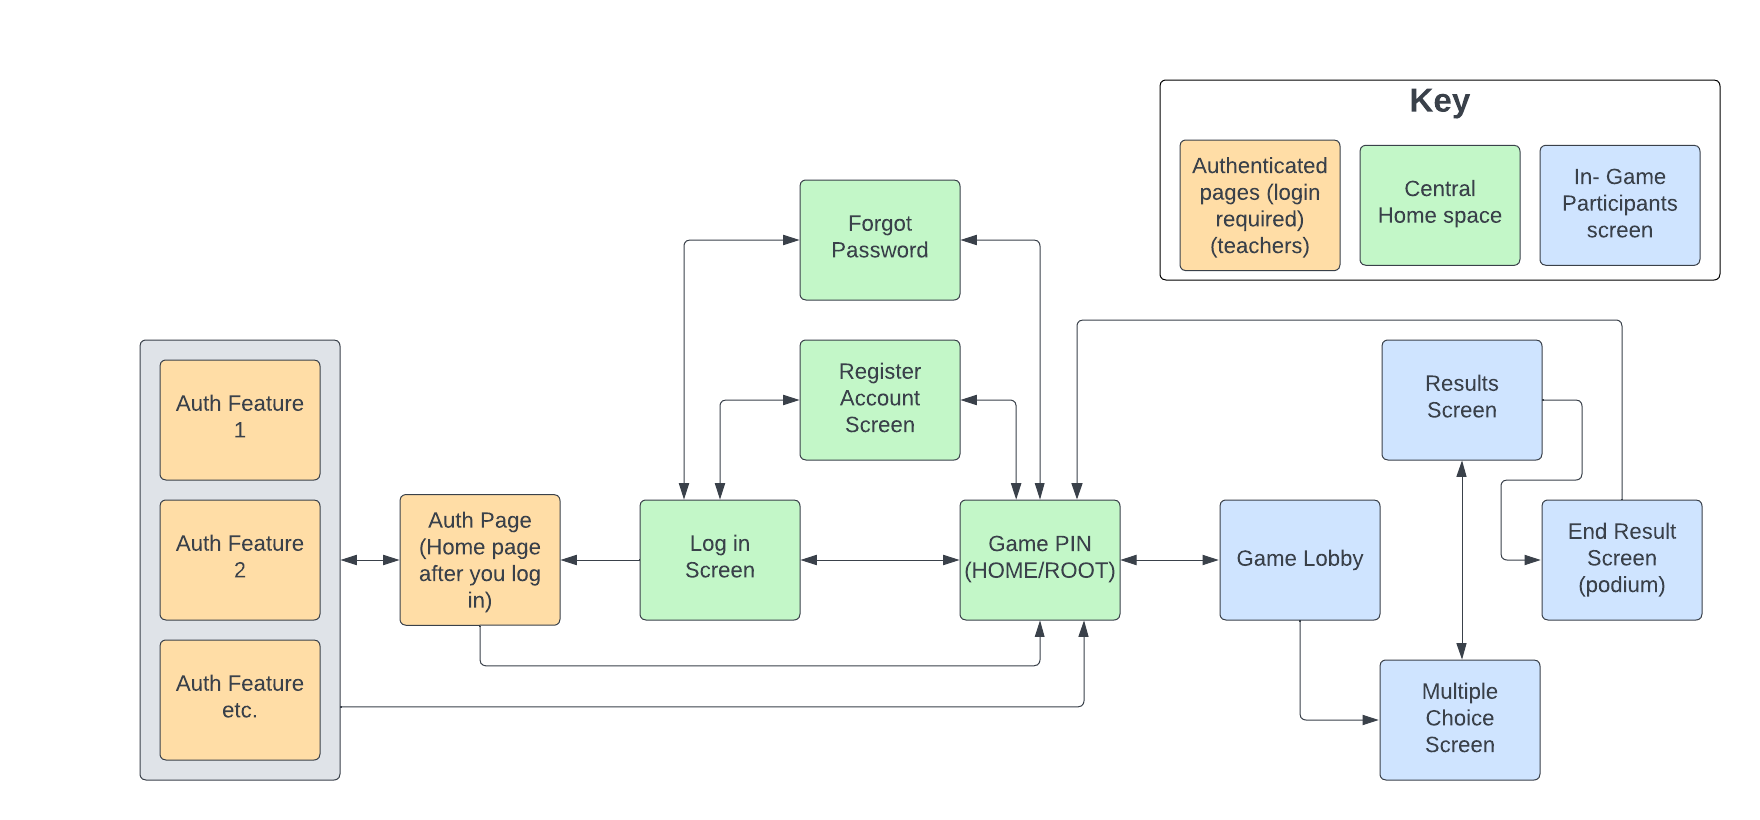 Key
Authenticated
pages (login
required)
(teachers)
Central
Home space
In- Game
Participants
screen
Forgot
Password
Register
Account
Screen
Results
Screen
Auth Feature
1
Auth Feature
2
Auth Feature
etc.
Auth Page
(Home page
after you log
in)
Log in
Screen
Game PIN
(HOME/ROOT)
Game Lobby
End Result
Screen
(podium)
Multiple
Choice
Screen